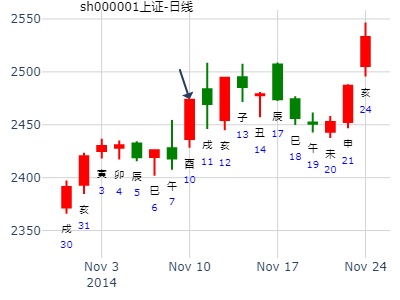 sh000001上证-日线
2550
2500
2450
2400
2350
戌
30
亥
31
寅
3
卯
4
辰
5
巳
6
午
7
酉
10
戌
11
亥
12
子
13
丑
14
辰
17
巳
18
午
19
未
20
申
21
亥
24
Nov 3
2014
Nov 10
Nov 17
Nov 24